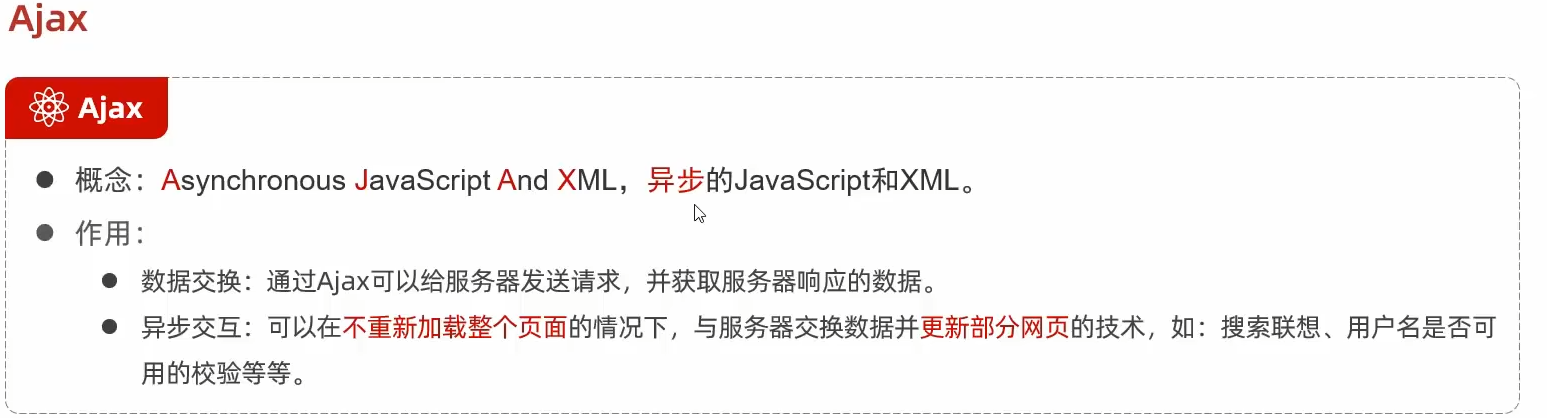 Ajax
Ajax
概念：Asynchronous JavaScript And XML，异步的JavaScript和XML。
作用：
数据交换：通过Ajax可以给服务器发送请求，并获取服务器响应的数据。
异步交互：可以在不重新加载整个页面的情况下，与服务器交换数据并更新部分网页的技术，如：搜索联想、用户名是否可
用的校验等等。